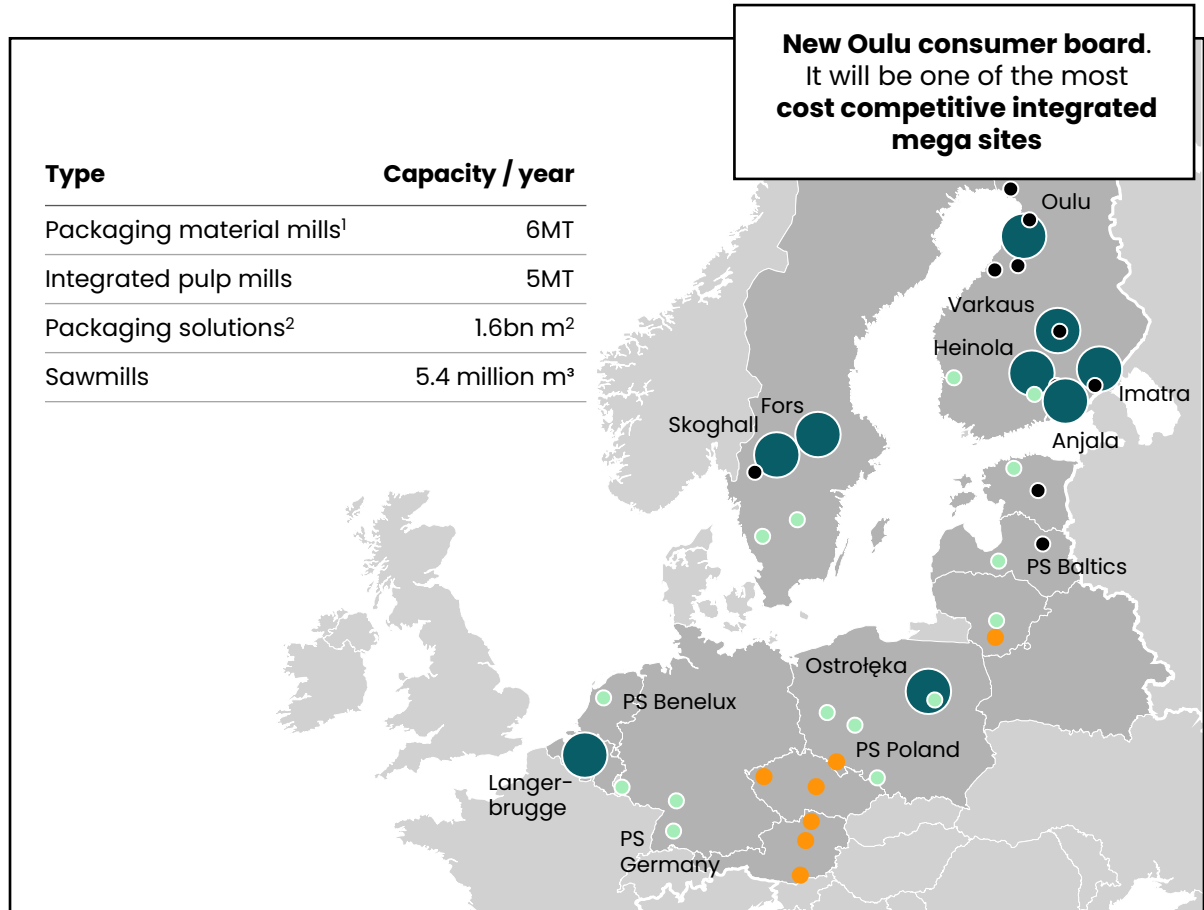 New Oulu consumer board.
It will be one of the most
cost competitive integrated
mega sites
Type Capacity / year
Packaging material mills¹ 6MT
Integrated pulp mills 5MT
Packaging solutions² 1.6bn m²
Sawmills 5.4 million m³
Oulu
Varkaus
Heinola
Imatra
Anjala
Fors
Skoghall
PS Baltics
Ostrołęka
PS Benelux
PS Poland
Langer-
brugge
PS
Germany